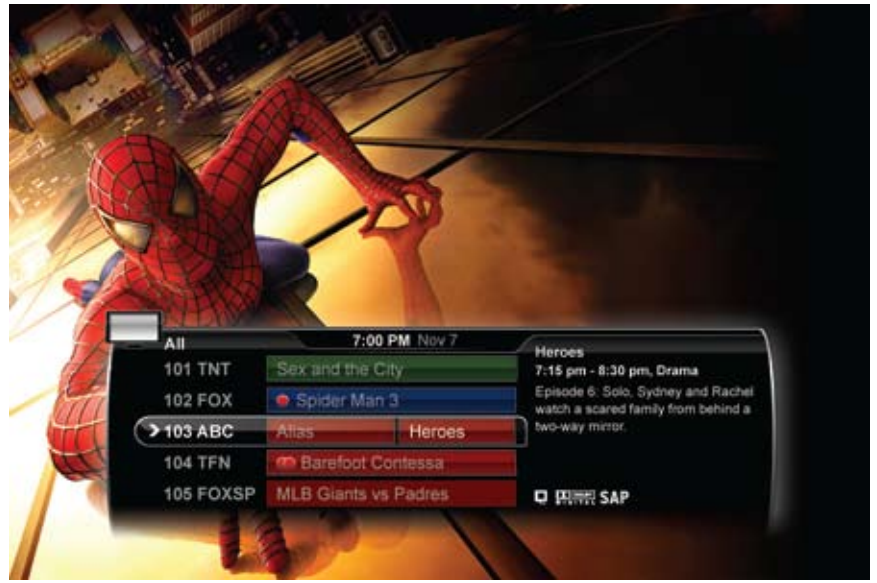 All
7:00 PM Nov 7
101 TNT Sex and the City
102 FOX Spider Man 3
103 ABC Alias Heroes
104 TFN Barefoot Contessa
105 FOXSP MLB Giants vs Padres
Heroes
7:15 pm - 8:30 pm, Drama
Episode 6: Solo, Sydney and Rachel
watch a scared family from behind a
two-way mirror.
DIGITAL SAP